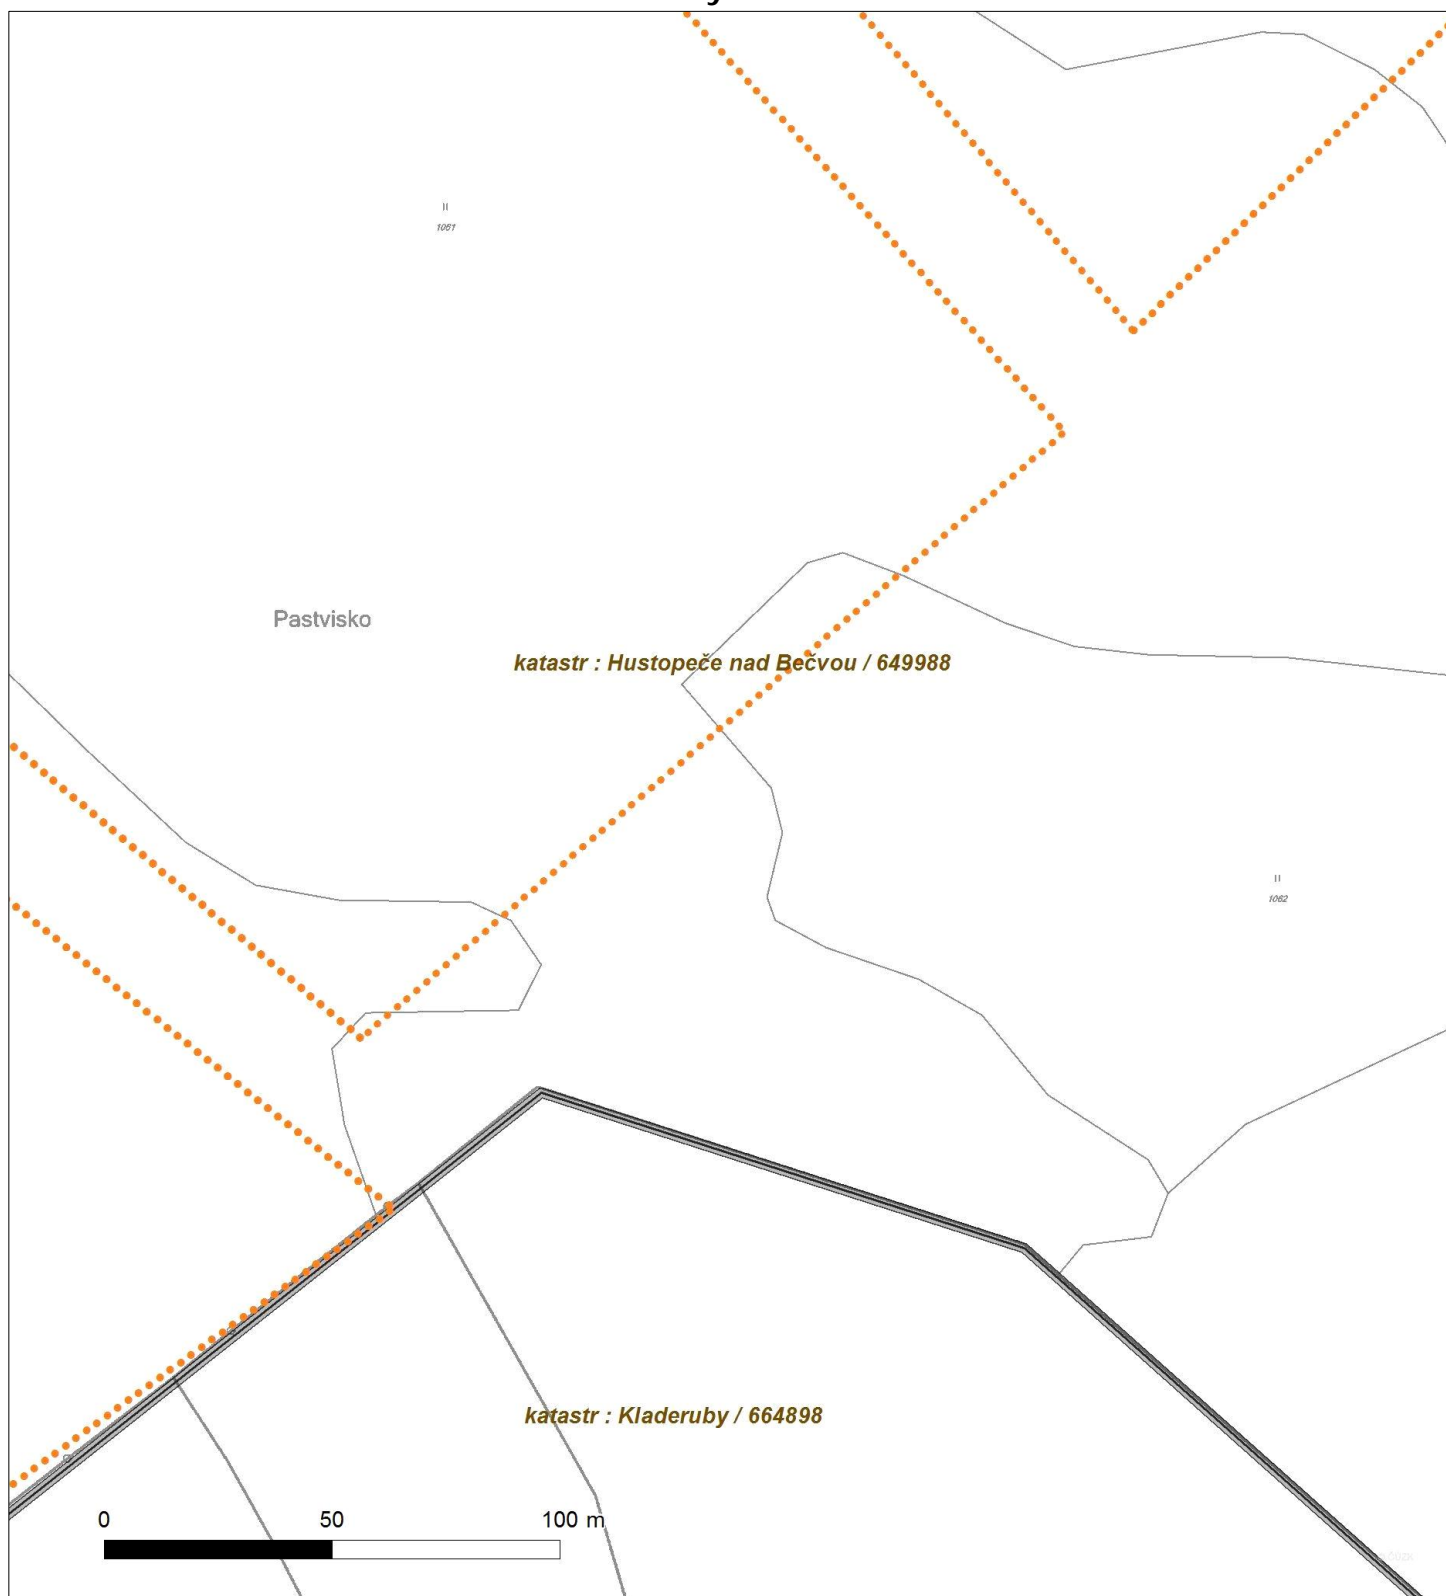 II
1061
Pastvisko
katastr : Hustopeče nad Bečvou / 649988
II
1062
katastr : Kladeruby / 664898
0 50 100 m